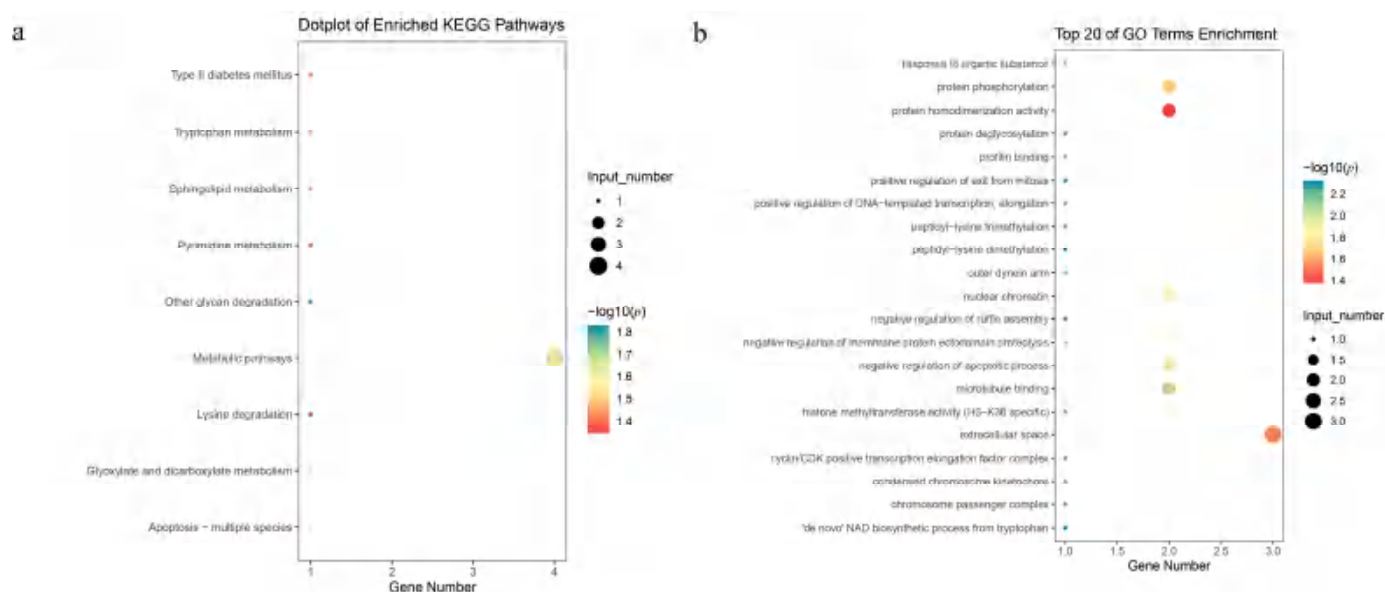 a
Dotplot of Enriched KEGG Pathways
Type II diabetes mellitus
Tryptophan metabolism
Sphingolipid metabolism
Pyrimidine metabolism
Other glycan degradation
Metabolic pathways
Lysine degradation
Glyoxylate and dicarboxylate metabolism
Apoptosis - multiple species
1 2 3 4
Gene Number
Input_number
1
2
3
4
-log10(p)
1.8
1.7
1.6
1.5
1.4
b
Top 20 of GO Terms Enrichment
response to organic substance
protein phosphorylation
protein homodimerization activity
protein deglycosylation
profilin binding
positive regulation of exit from mitosis
positive regulation of DNA-templated transcription, elongation
peptidyl-lysine trimethylation
peptidyl-lysine dimethylation
outer dynein arm
nuclear chromatin
negative regulation of ruffle assembly
negative regulation of membrane protein ectodomain proteolysis
negative regulation of apoptotic process
microtubule binding
histone methyltransferase activity (H3-K36 specific)
extracellular space
cyclin/CDK positive transcription elongation factor complex
condensed chromosome kinetochore
chromosome passenger complex
'de novo' NAD biosynthetic process from tryptophan
1.0 1.5 2.0 2.5 3.0
Gene Number
-log10(p)
2.2
2.0
1.8
1.6
1.4
Input_number
1.0
1.5
2.0
2.5
3.0